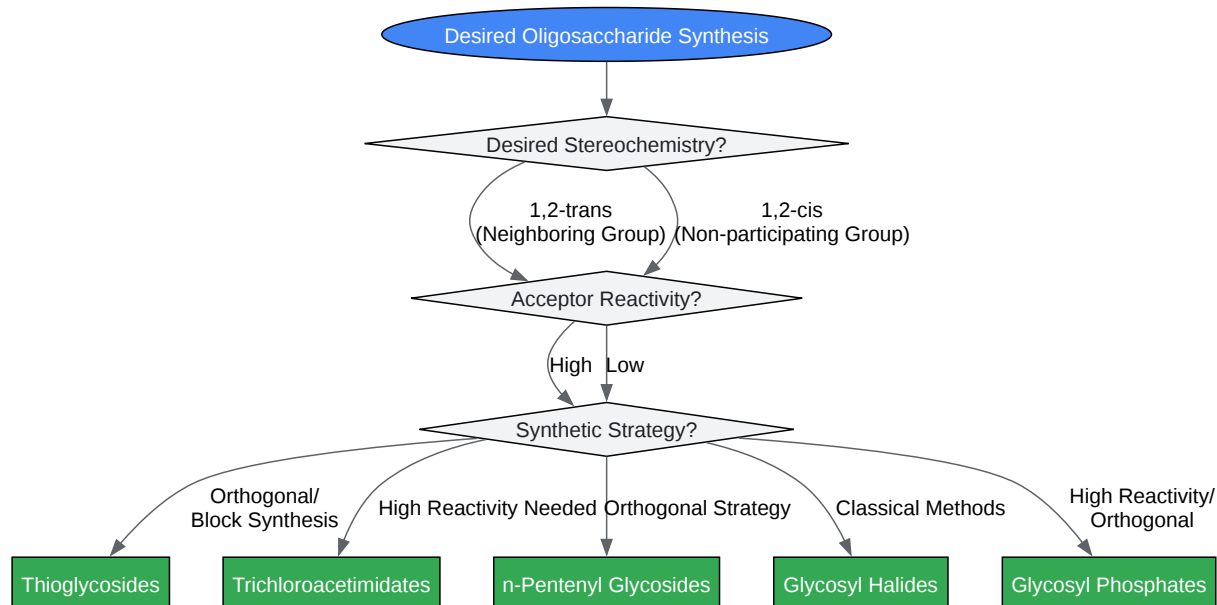 Desired Oligosaccharide Synthesis
Desired Stereochemistry?
1,2-trans
(Neighboring Group)
1,2-cis
(Non-participating Group)
Acceptor Reactivity?
High
Low
Synthetic Strategy?
Orthogonal/
Block Synthesis
High Reactivity Needed
Orthogonal Strategy
Classical Methods
High Reactivity/
Orthogonal
Thioglycosides
Trichloroacetimidates
n-Pentenyl Glycosides
Glycosyl Halides
Glycosyl Phosphates